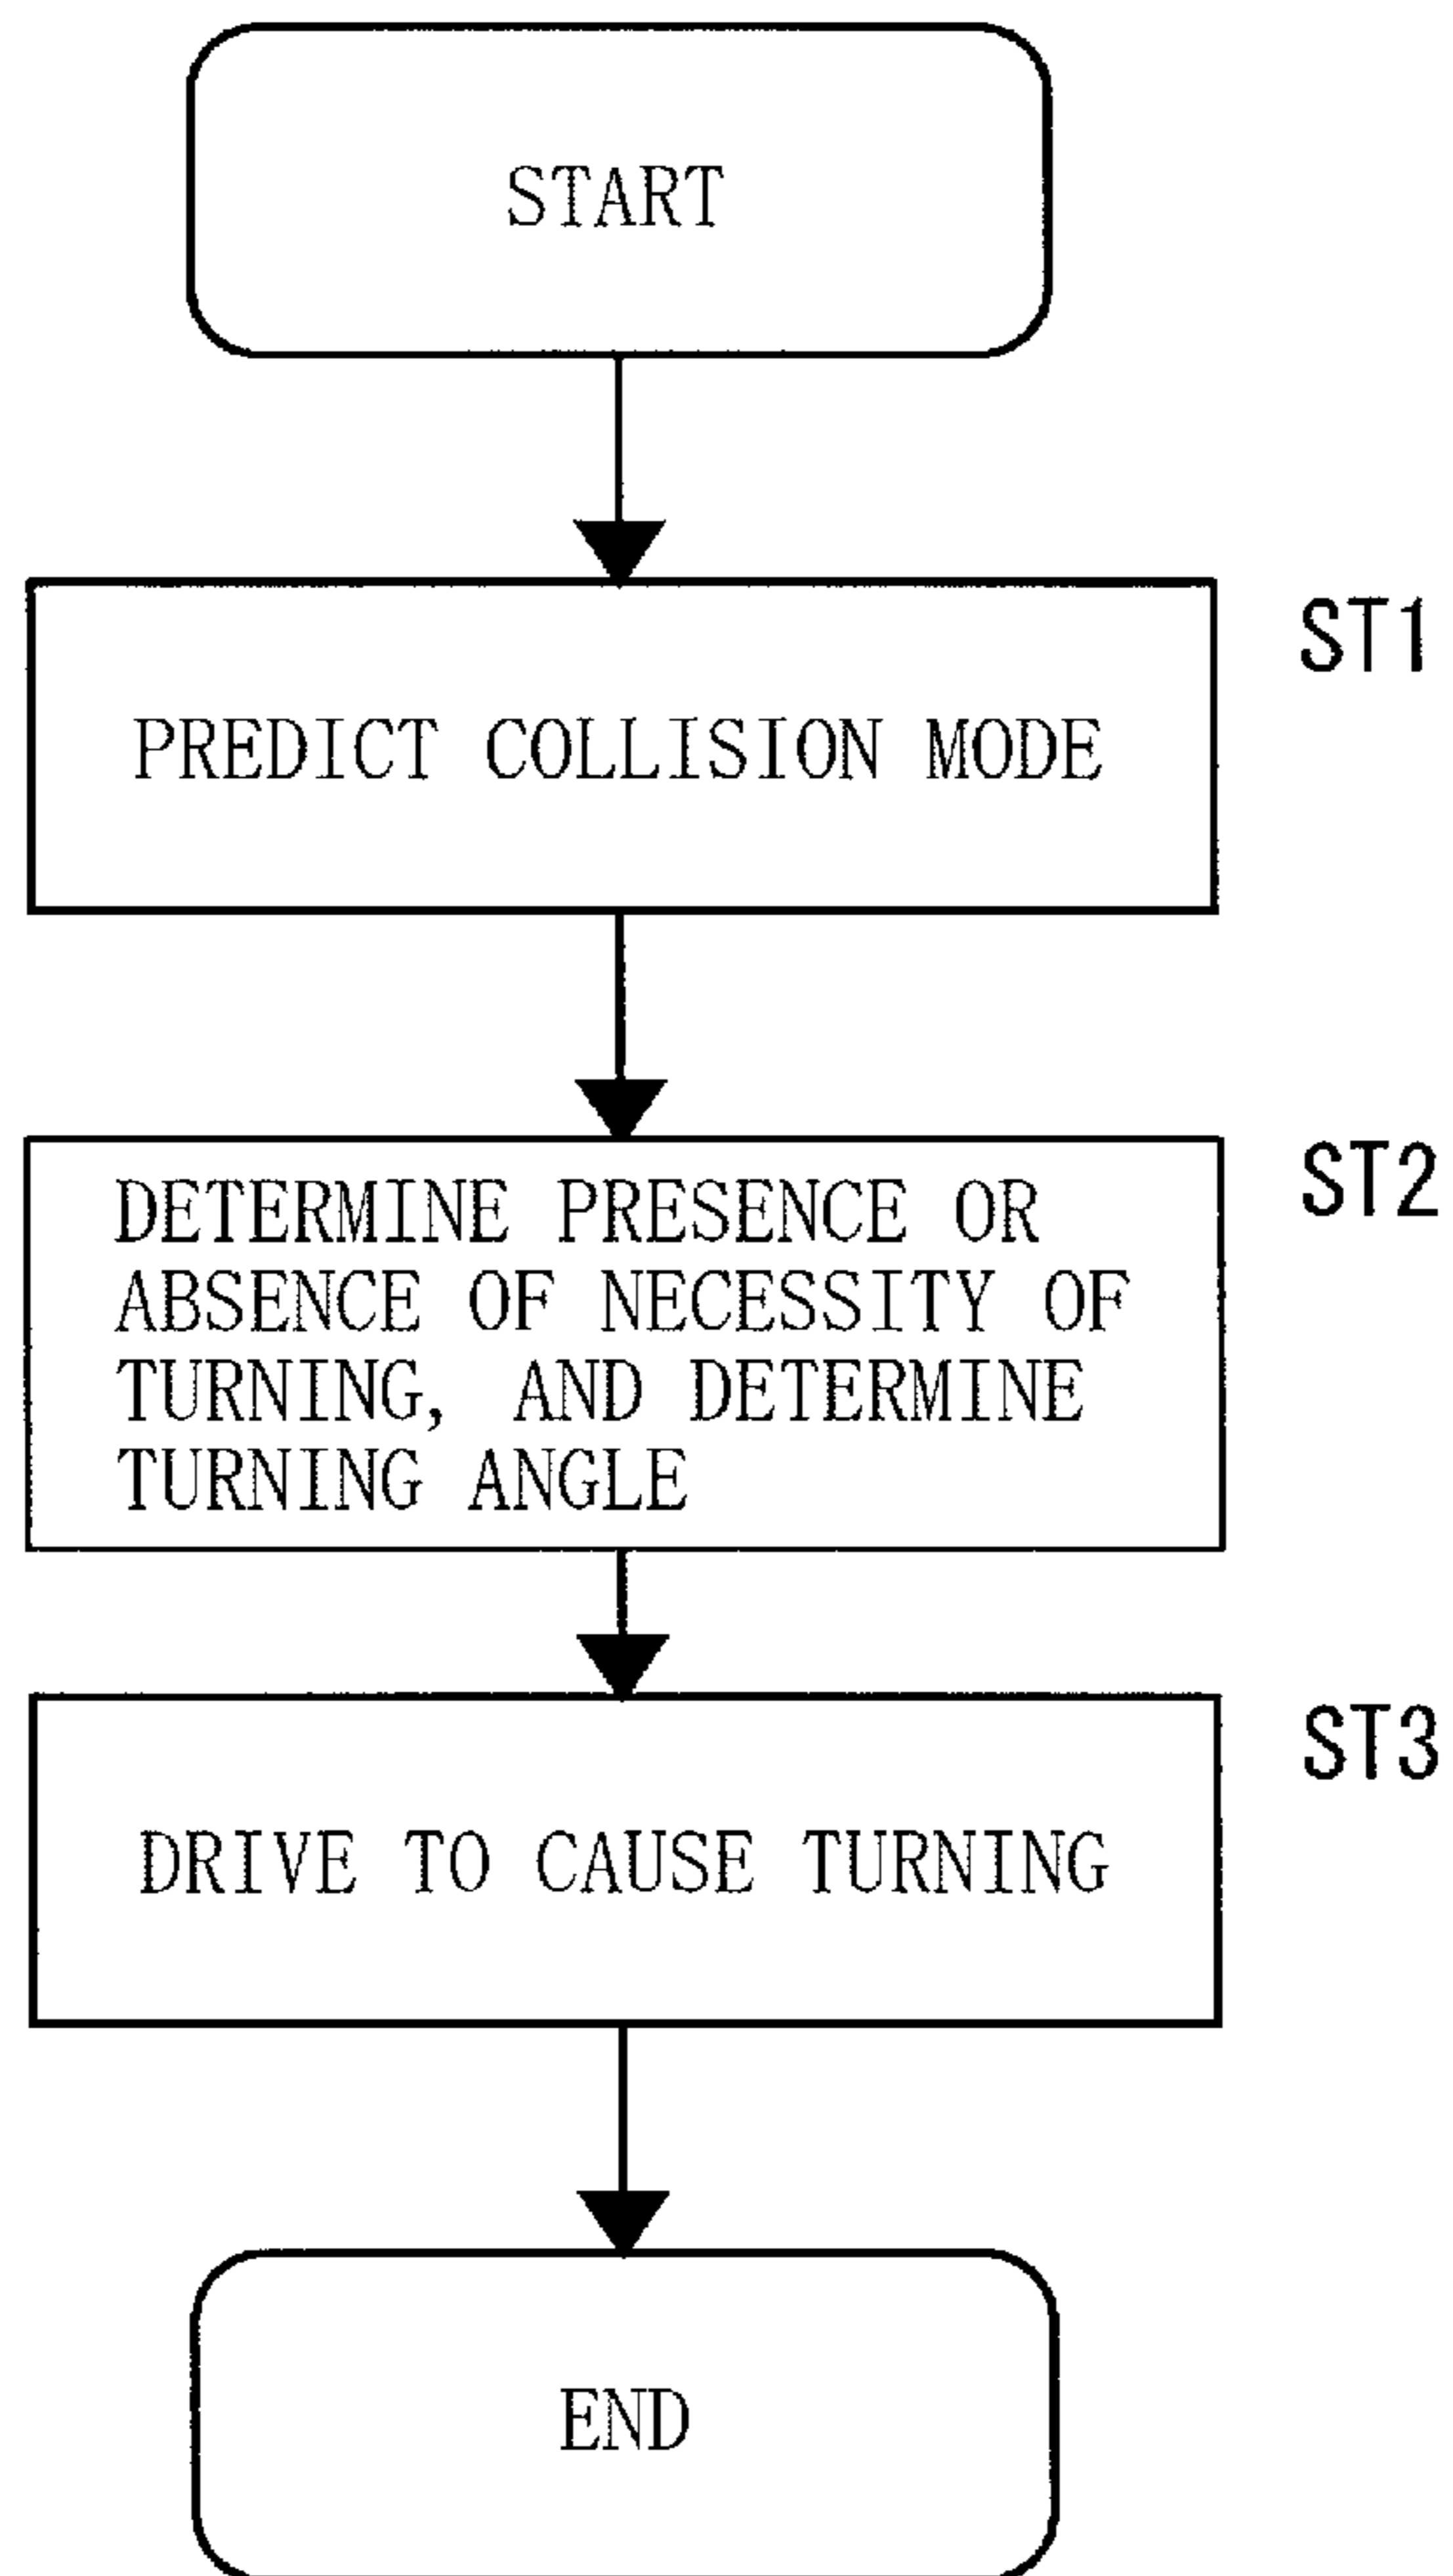 START
ST1
PREDICT COLLISION MODE
ST2
DETERMINE PRESENCE OR
ABSENCE OF NECESSITY OF
TURNING, AND DETERMINE
TURNING ANGLE
ST3
DRIVE TO CAUSE TURNING
END